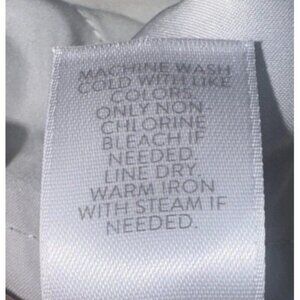 MACHINE WASH
COLD WITH LIKE
COLORS.
ONLY NON
CHLORINE
BLEACH IF
NEEDED.
LINE DRY.
WARM IRON
WITH STEAM IF
NEEDED.